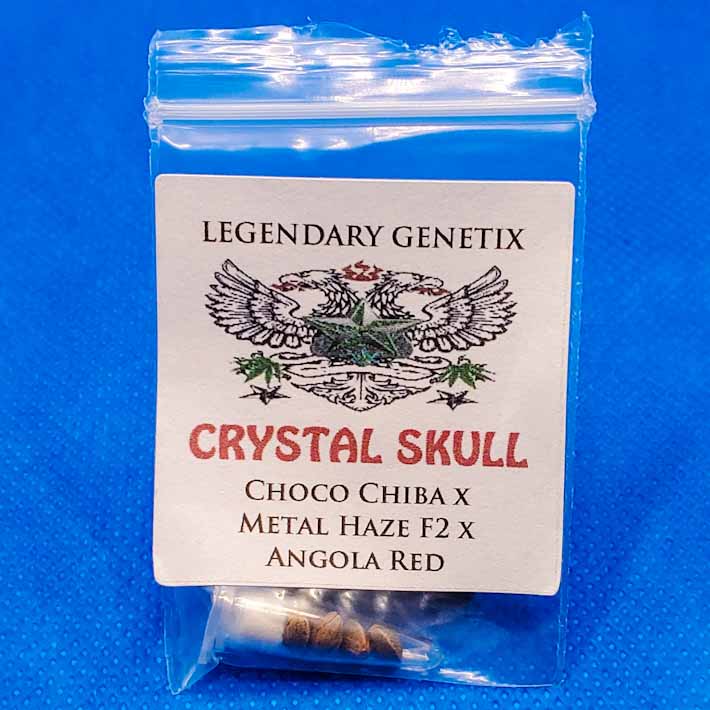 LEGENDARY GENETIX
CRYSTAL SKULL
CHOCO CHIBA X
METAL HAZE F2 X
ANGOLA RED